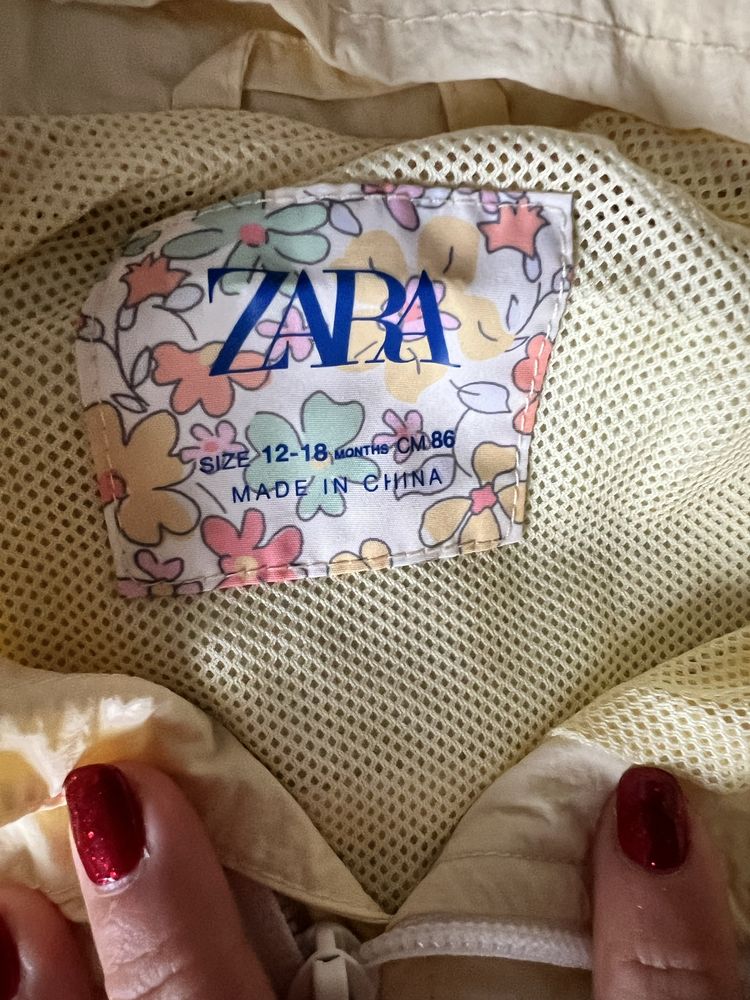 ZARA
SIZE 12-18 MONTHS CM 86
MADE IN CHINA